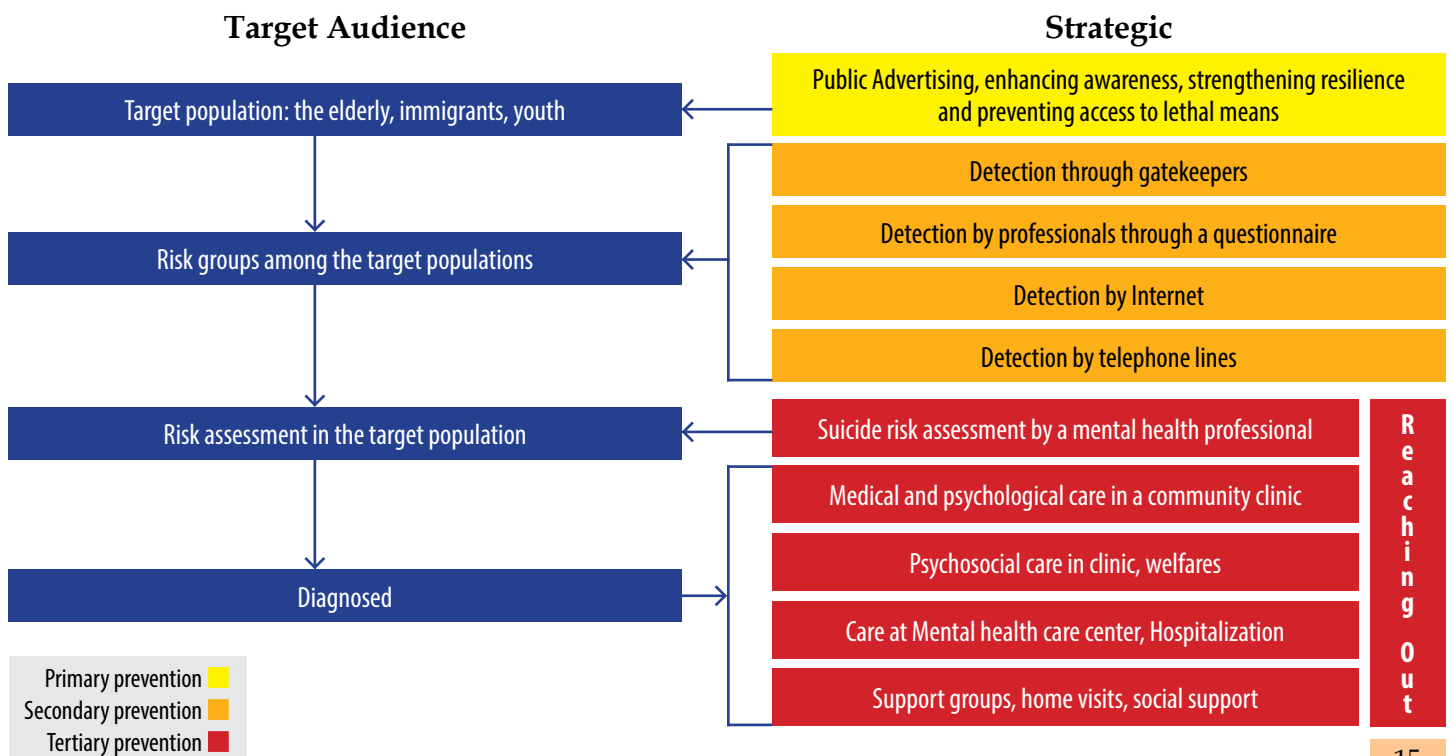 Target Audience
Strategic
Target population: the elderly, immigrants, youth
Public Advertising, enhancing awareness, strengthening resilience
and preventing access to lethal means
Detection through gatekeepers
Detection by professionals through a questionnaire
Risk groups among the target populations
Detection by Internet
Detection by telephone lines
Risk assessment in the target population
Suicide risk assessment by a mental health professional
Medical and psychological care in a community clinic
Psychosocial care in clinic, welfares
Diagnosed
Care at Mental health care center, Hospitalization
Support groups, home visits, social support
Reaching Out
Primary prevention
Secondary prevention
Tertiary prevention
15